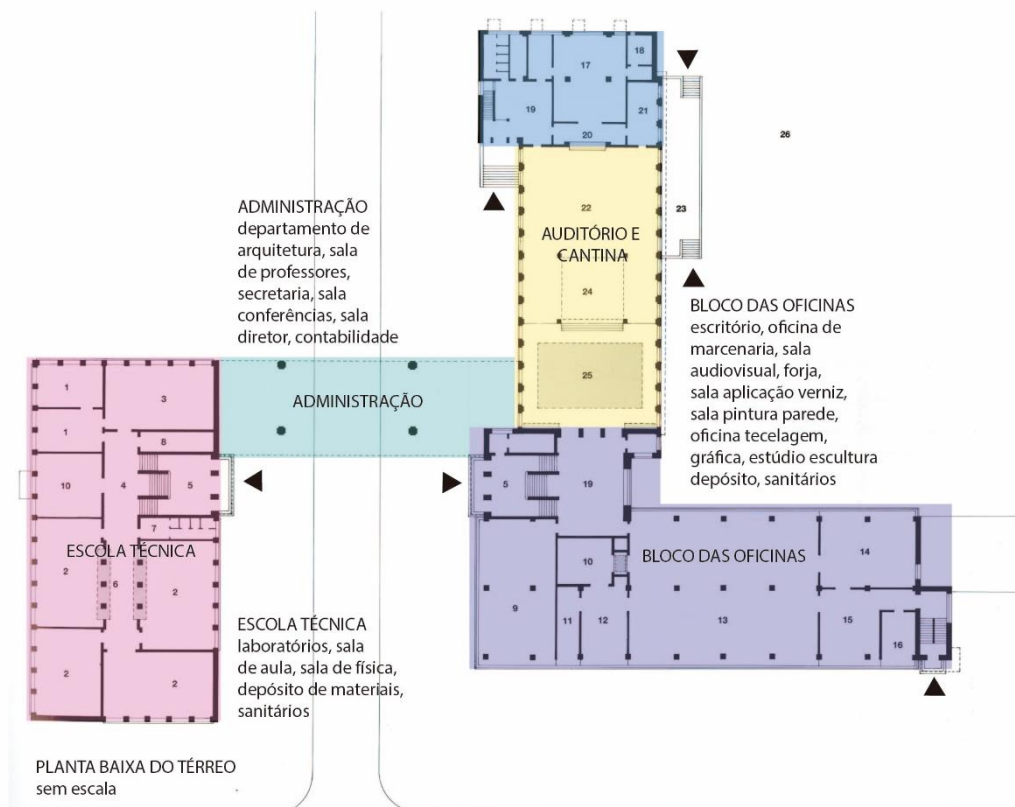 18
17
19
21
20
26
22
23
AUDITÓRIO E
CANTINA
24
25
ADMINISTRAÇÃO
departamento de
arquitetura, sala
de professores,
secretaria, sala
conferências, sala
diretor, contabilidade
BLOCO DAS OFICINAS
escritório, oficina de
marcenaria, sala
audiovisual, forja,
sala aplicação verniz,
sala pintura parede,
oficina tecelagem,
gráfica, estúdio escultura
depósito, sanitários
ADMINISTRAÇÃO
1
3
1
8
10
4
5
7
ESCOLA TÉCNICA
2
6
2
2
2
5
19
10
BLOCO DAS OFICINAS
14
9
11
12
13
15
16
ESCOLA TÉCNICA
laboratórios, sala
de aula, sala de física,
depósito de materiais,
sanitários
PLANTA BAIXA DO TÉRREO
sem escala